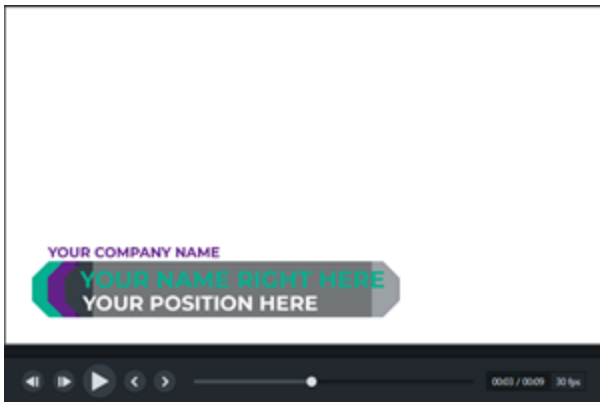 YOUR COMPANY NAME
YOUR NAME RIGHT HERE
YOUR POSITION HERE
00:03 / 00:09 30 fps